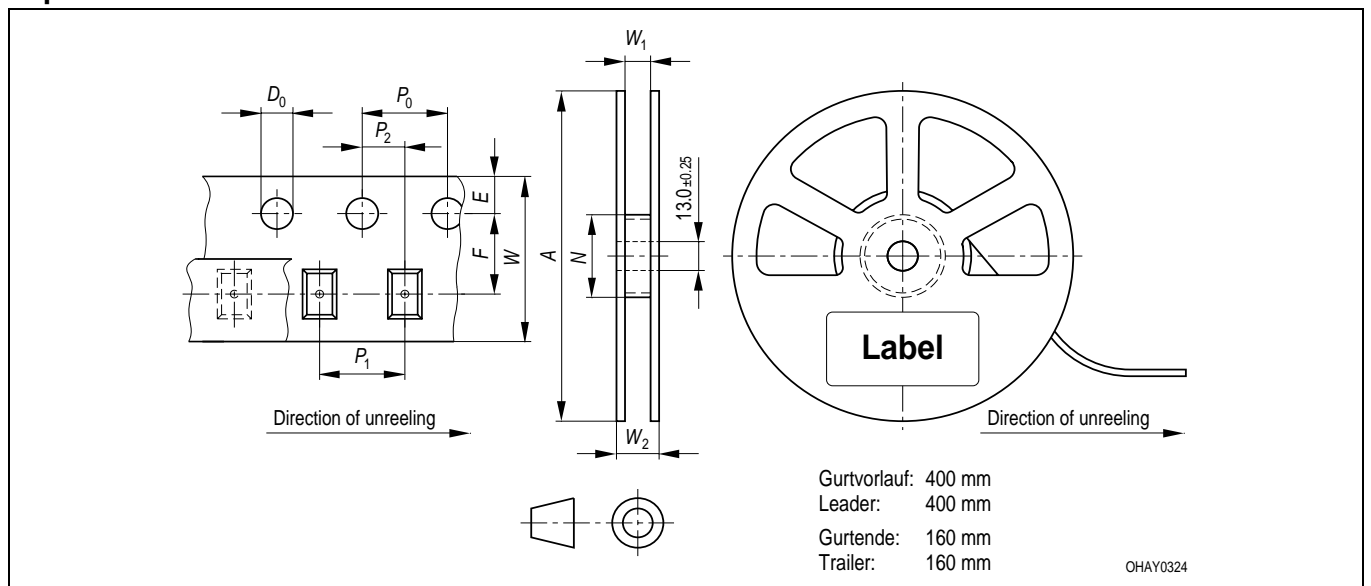 W1
D0
P0
P2
E
F
W
A
N
13.0 ±0.25
Label
P1
Direction of unreeling
W2
Direction of unreeling
Gurtvorlauf: 400 mm
Leader: 400 mm
Gurtende: 160 mm
Trailer: 160 mm
OHAY0324